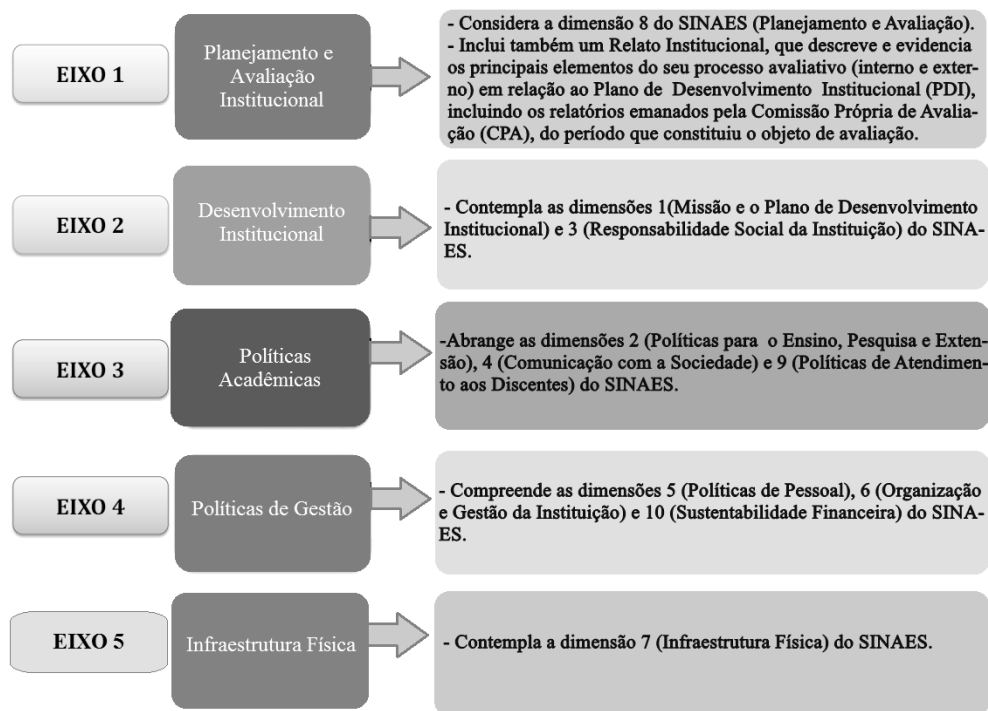 EIXO 1
Planejamento e
Avaliação
Institucional
- Considera a dimensão 8 do SINAES (Planejamento e Avaliação).
- Inclui também um Relato Institucional, que descreve e evidencia
os principais elementos do seu processo avaliativo (interno e exter-
no) em relação ao Plano de Desenvolvimento Institucional (PDI),
incluindo os relatórios emanados pela Comissão Própria de Avalia-
ção (CPA), do período que constituiu o objeto de avaliação.
EIXO 2
Desenvolvimento
Institucional
- Contempla as dimensões 1(Missão e o Plano de Desenvolvimento
Institucional) e 3 (Responsabilidade Social da Instituição) do SINA-
ES.
EIXO 3
Políticas
Acadêmicas
-Abrange as dimensões 2 (Políticas para o Ensino, Pesquisa e Exten-
são), 4 (Comunicação com a Sociedade) e 9 (Políticas de Atendimen-
to aos Discentes) do SINAES.
EIXO 4
Políticas de Gestão
- Compreende as dimensões 5 (Políticas de Pessoal), 6 (Organização
e Gestão da Instituição) e 10 (Sustentabilidade Financeira) do SINA-
ES.
EIXO 5
Infraestrutura Física
- Contempla a dimensão 7 (Infraestrutura Física) do SINAES.